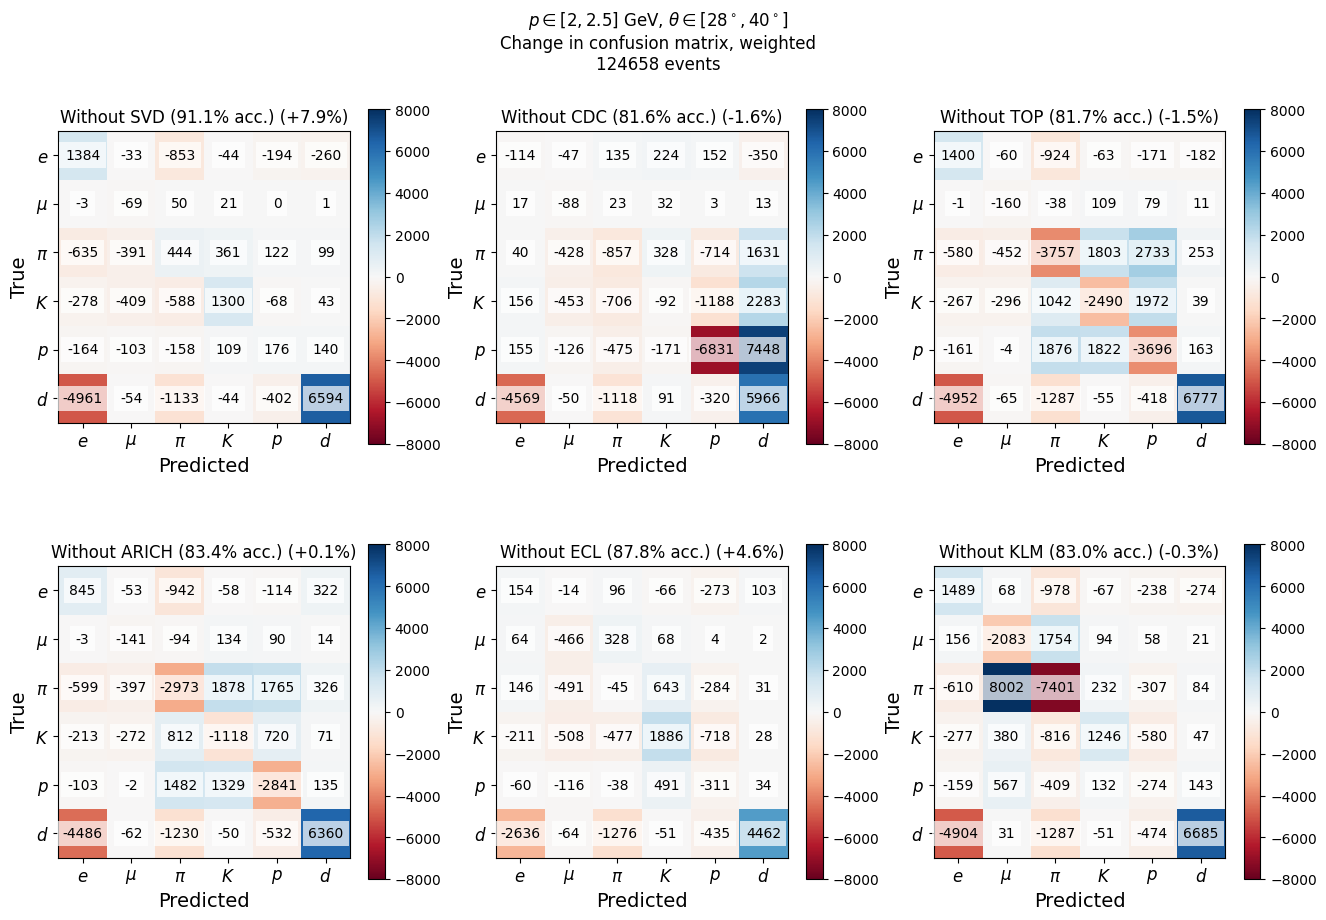 p ∈ [2, 2.5] GeV, θ ∈ [28°, 40°]
Change in confusion matrix, weighted
124658 events
Without SVD (91.1% acc.) (+7.9%)
e 1384 -33 -853 -44 -194 -260
μ -3 -69 50 21 0 1
π -635 -391 444 361 122 99
K -278 -409 -588 1300 -68 43
p -164 -103 -158 109 176 140
d -4961 -54 -1133 -44 -402 6594
e μ π K p d
Predicted
True
8000
6000
4000
2000
0
−2000
−4000
−6000
−8000
Without CDC (81.6% acc.) (-1.6%)
e -114 -47 135 224 152 -350
μ 17 -88 23 32 3 13
π 40 -428 -857 328 -714 1631
K 156 -453 -706 -92 -1188 2283
p 155 -126 -475 -171 -6831 7448
d -4569 -50 -1118 91 -320 5966
e μ π K p d
Predicted
True
8000
6000
4000
2000
0
−2000
−4000
−6000
−8000
Without TOP (81.7% acc.) (-1.5%)
e 1400 -60 -924 -63 -171 -182
μ -1 -160 -38 109 79 11
π -580 -452 -3757 1803 2733 253
K -267 -296 1042 -2490 1972 39
p -161 -4 1876 1822 -3696 163
d -4952 -65 -1287 -55 -418 6777
e μ π K p d
Predicted
True
8000
6000
4000
2000
0
−2000
−4000
−6000
−8000
Without ARICH (83.4% acc.) (+0.1%)
e 845 -53 -942 -58 -114 322
μ -3 -141 -94 134 90 14
π -599 -397 -2973 1878 1765 326
K -213 -272 812 -1118 720 71
p -103 -2 1482 1329 -2841 135
d -4486 -62 -1230 -50 -532 6360
e μ π K p d
Predicted
True
8000
6000
4000
2000
0
−2000
−4000
−6000
−8000
Without ECL (87.8% acc.) (+4.6%)
e 154 -14 96 -66 -273 103
μ 64 -466 328 68 4 2
π 146 -491 -45 643 -284 31
K -211 -508 -477 1886 -718 28
p -60 -116 -38 491 -311 34
d -2636 -64 -1276 -51 -435 4462
e μ π K p d
Predicted
True
8000
6000
4000
2000
0
−2000
−4000
−6000
−8000
Without KLM (83.0% acc.) (-0.3%)
e 1489 68 -978 -67 -238 -274
μ 156 -2083 1754 94 58 21
π -610 8002 -7401 232 -307 84
K -277 380 -816 1246 -580 47
p -159 567 -409 132 -274 143
d -4904 31 -1287 -51 -474 6685
e μ π K p d
Predicted
True
8000
6000
4000
2000
0
−2000
−4000
−6000
−8000